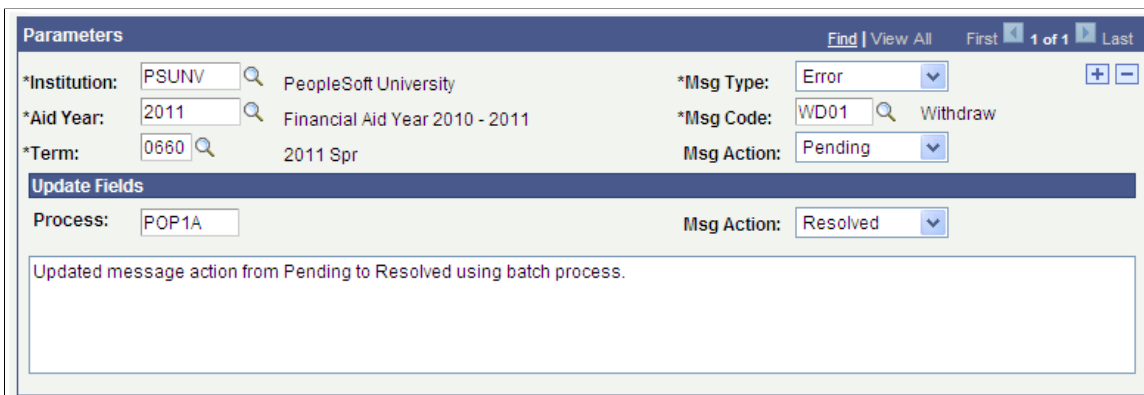 Parameters Find | View All First 1 of 1 Last
*Institution: PSUNV PeopleSoft University *Msg Type: Error
*Aid Year: 2011 Financial Aid Year 2010 - 2011 *Msg Code: WD01 Withdraw
*Term: 0660 2011 Spr Msg Action: Pending
Update Fields
Process: POP1A Msg Action: Resolved
Updated message action from Pending to Resolved using batch process.